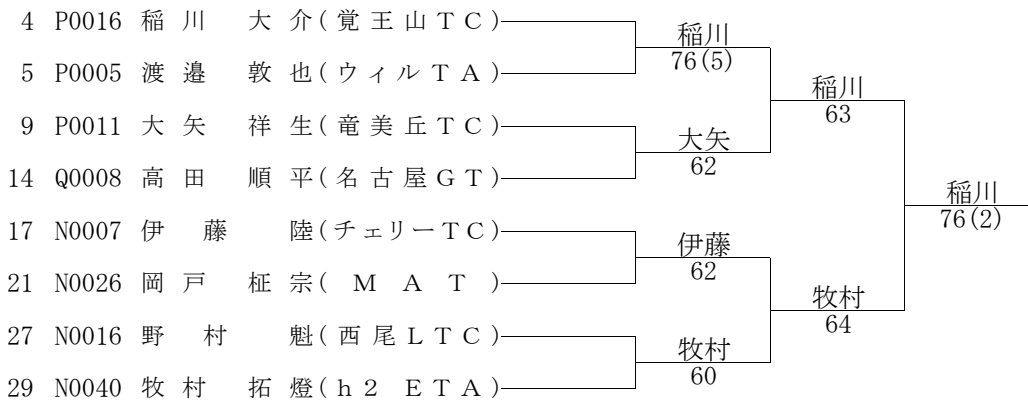 4 P0016 稲川 大介(覚王山TC)
稲川
76(5)
5 P0005 渡邉 敦也(ウィルTA)
稲川
63
9 P0011 大矢 祥生(竜美丘TC)
大矢
62
14 Q0008 高田 順平(名古屋GT)
稲川
76(2)
17 N0007 伊藤 陸(チェリーTC)
伊藤
62
21 N0026 岡戸 柾宗(MAT)
牧村
64
27 N0016 野村 魁(西尾LTC)
牧村
60
29 N0040 牧村 拓燈(h2 ETA)